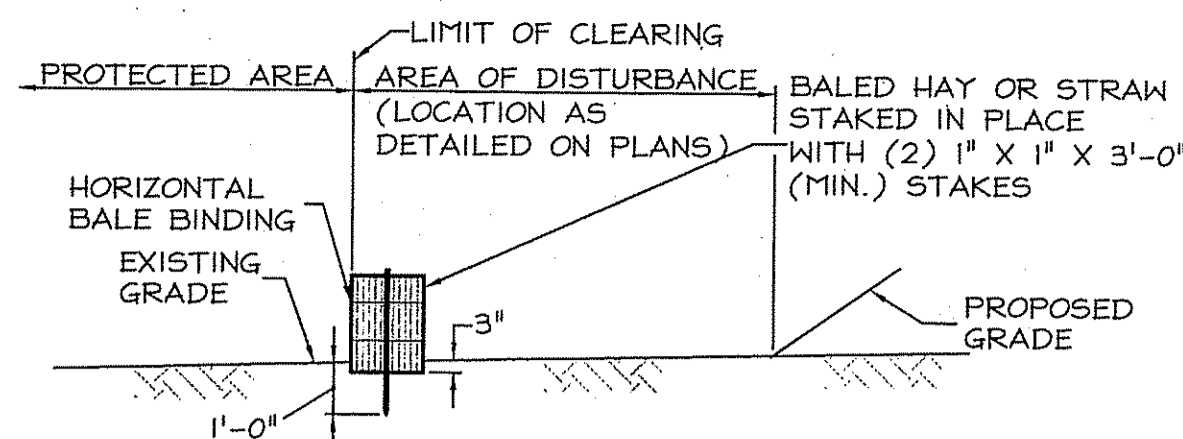 LIMIT OF CLEARING
PROTECTED AREA
AREA OF DISTURBANCE
(LOCATION AS
DETAILED ON PLANS)
BALED HAY OR STRAW
STAKED IN PLACE
WITH (2) 1" X 1" X 3'-0"
(MIN.) STAKES
HORIZONTAL
BALE BINDING
EXISTING
GRADE
3"
PROPOSED
GRADE
1'-0"